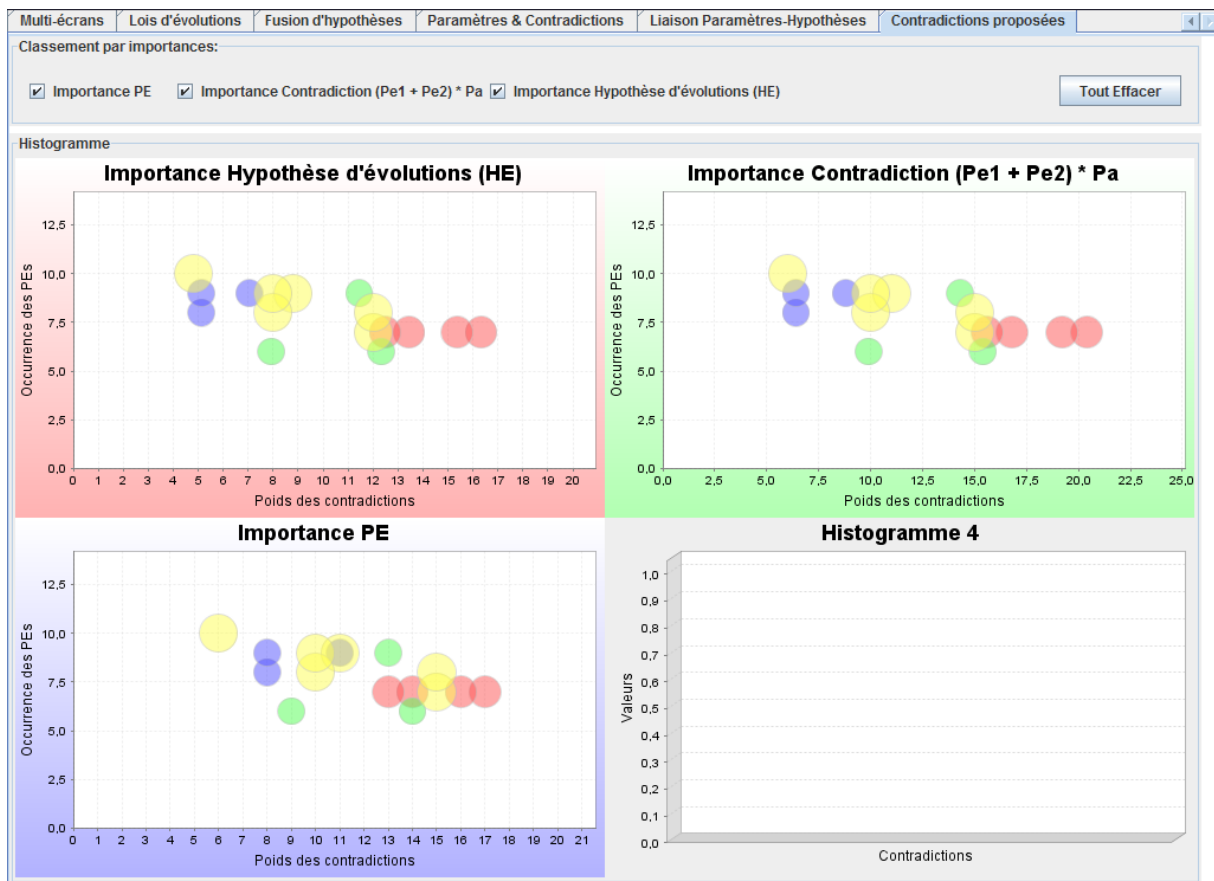 Multi-écrans Lois d'évolutions Fusion d'hypothèses Paramètres & Contradictions Liaison Paramètres-Hypothèses Contradictions proposées
Classement par importances:
Importance PE Importance Contradiction (Pe1 + Pe2) * Pa Importance Hypothèse d'évolutions (HE) Tout Effacer
Histogramme
Importance Hypothèse d'évolutions (HE)
Occurrence des PEs
12,5
10,0
7,5
5,0
2,5
0,0
0 1 2 3 4 5 6 7 8 9 10 11 12 13 14 15 16 17 18 19 20
Poids des contradictions
Importance Contradiction (Pe1 + Pe2) * Pa
Occurrence des PEs
12,5
10,0
7,5
5,0
2,5
0,0
0,0 2,5 5,0 7,5 10,0 12,5 15,0 17,5 20,0 22,5 25,0
Poids des contradictions
Importance PE
Occurrence des PEs
12,5
10,0
7,5
5,0
2,5
0,0
0 1 2 3 4 5 6 7 8 9 10 11 12 13 14 15 16 17 18 19 20 21
Poids des contradictions
Histogramme 4
Valeurs
1,0
0,9
0,8
0,7
0,6
0,5
0,4
0,3
0,2
0,1
0,0
Contradictions